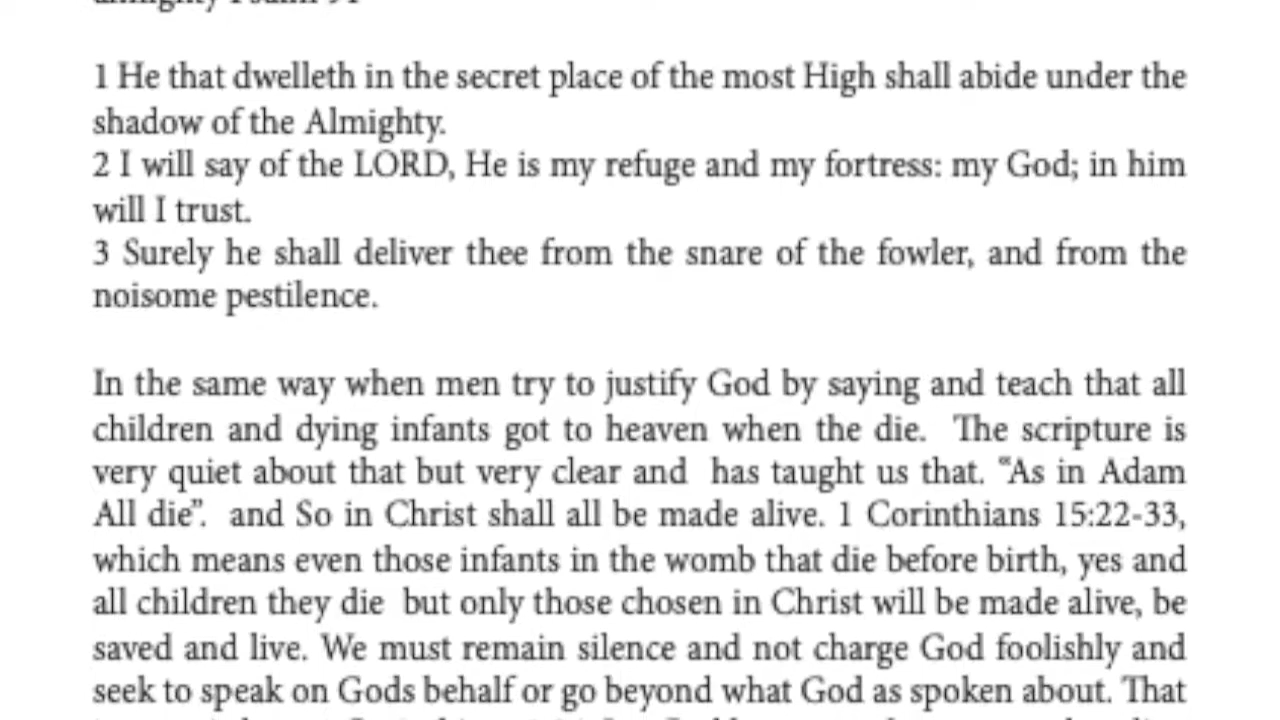 almighty Psalm 91
1 He that dwelleth in the secret place of the most High shall abide under the
shadow of the Almighty.
2 I will say of the LORD, He is my refuge and my fortress: my God; in him
will I trust.
3 Surely he shall deliver thee from the snare of the fowler, and from the
noisome pestilence.
In the same way when men try to justify God by saying and teach that all
children and dying infants got to heaven when the die.  The scripture is
very quiet about that but very clear and  has taught us that. “As in Adam
All die”.  and So in Christ shall all be made alive. 1 Corinthians 15:22-33,
which means even those infants in the womb that die before birth, yes and
all children they die  but only those chosen in Christ will be made alive, be
saved and live. We must remain silence and not charge God foolishly and
seek to speak on Gods behalf or go beyond what God as spoken about. That